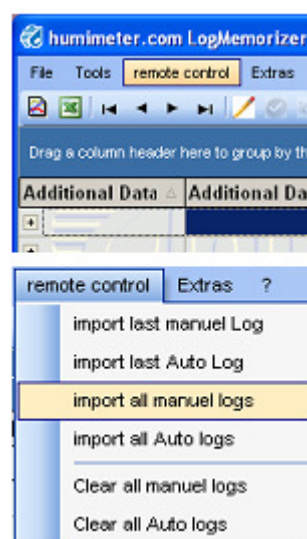 humimeter.com LogMemorizer
File Tools remote control Extras
Drag a column header here to group by th
Additional Data Additional Da
remote control Extras ?
import last manuel Log
import last Auto Log
import all manuel logs
import all Auto logs
Clear all manuel logs
Clear all Auto logs